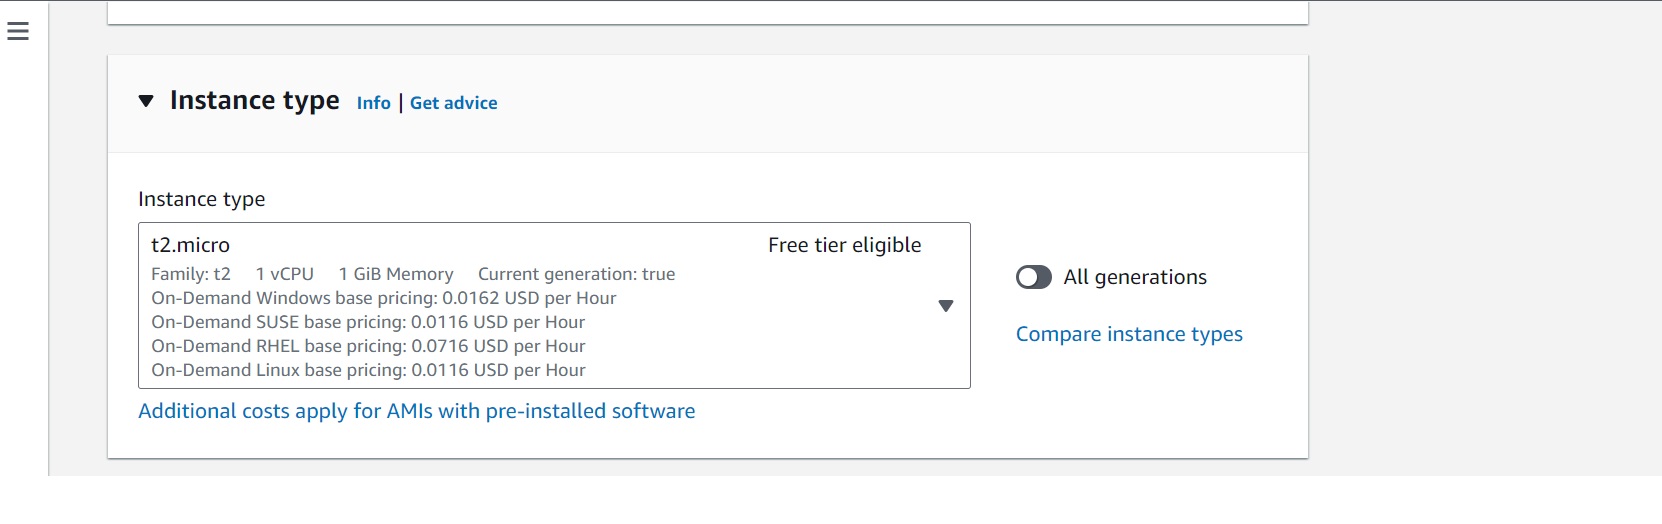 Instance type Info | Get advice
Instance type
t2.micro Free tier eligible
Family: t2 1 vCPU 1 GiB Memory Current generation: true
On-Demand Windows base pricing: 0.0162 USD per Hour
On-Demand SUSE base pricing: 0.0116 USD per Hour
On-Demand RHEL base pricing: 0.0716 USD per Hour
On-Demand Linux base pricing: 0.0116 USD per Hour
All generations
Compare instance types
Additional costs apply for AMIs with pre-installed software